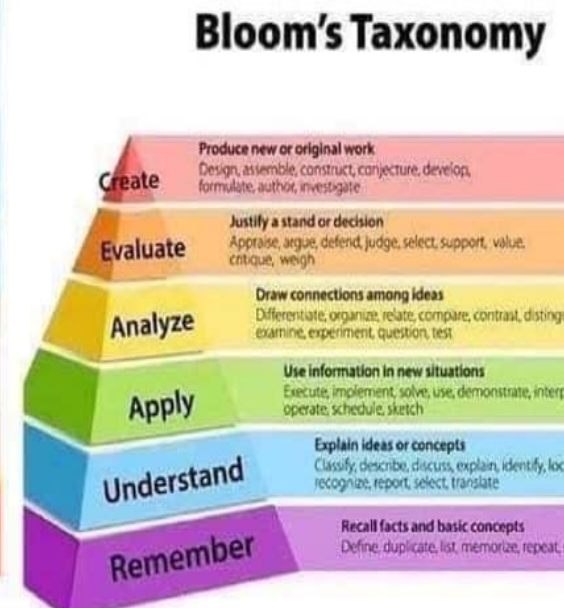 Bloom's Taxonomy
Create
Produce new or original work
Design, assemble, construct, conjecture, develop,
formulate, author, investigate
Evaluate
Justify a stand or decision
Appraise, argue, defend, judge, select, support, value,
critique, weigh
Analyze
Draw connections among ideas
Differentiate, organize, relate, compare, contrast,
examine, experiment, question, test
Apply
Use information in new situations
Execute, implement, solve, use, demonstrate,
operate, schedule, sketch
Understand
Explain ideas or concepts
Classify, describe, discuss, explain, identify,
recognize, report, select, translate
Remember
Recall facts and basic concepts
Define, duplicate, list, memorize, repeat,